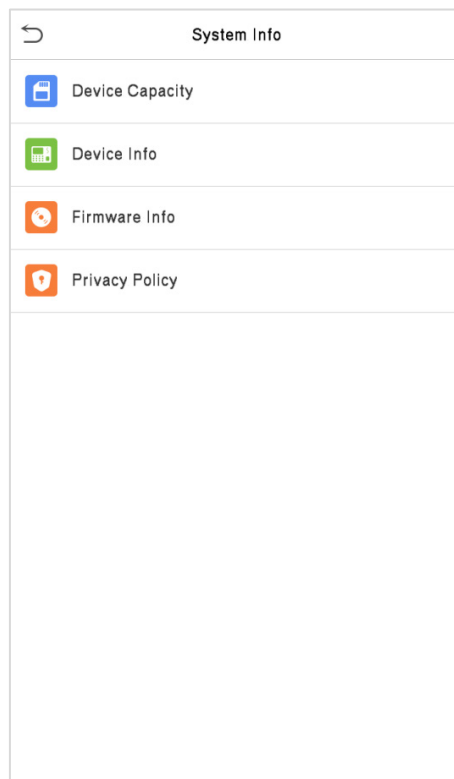 System Info
Device Capacity
Device Info
Firmware Info
Privacy Policy